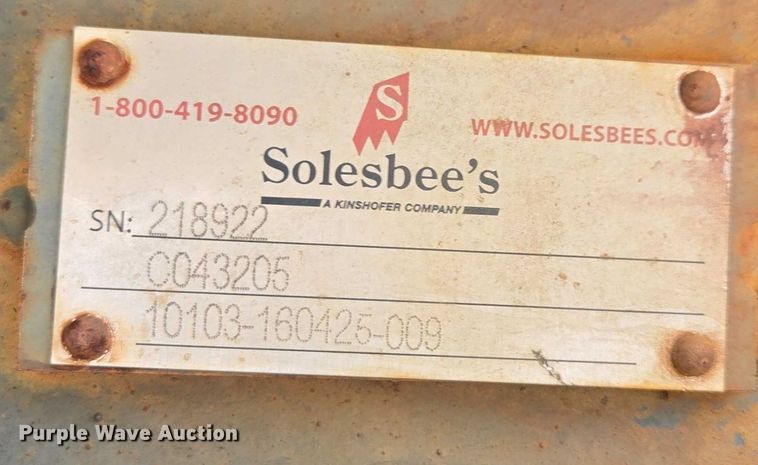 1-800-419-8090
S
WWW.SOLESBEES.COM
Solesbee's
A KINSHOFER COMPANY
SN: 218922
C043205
10103-160425-009
Purple Wave Auction